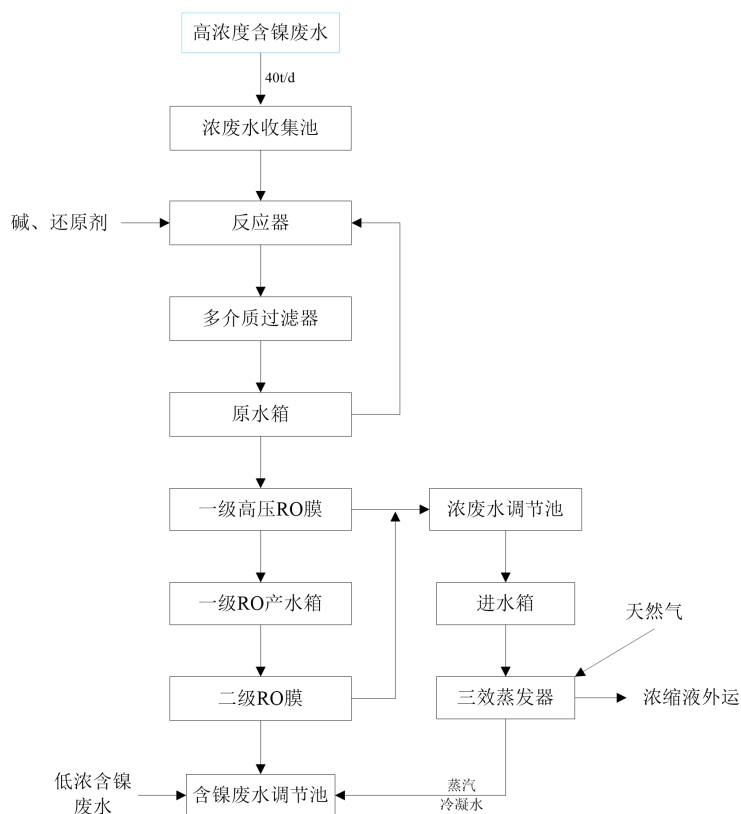 高浓度含镍废水
40t/d
浓废水收集池
碱、还原剂
反应器
多介质过滤器
原水箱
一级高压RO膜
浓废水调节池
一级RO产水箱
进水箱
天然气
二级RO膜
三效蒸发器
浓缩液外运
低浓含镍
废水
含镍废水调节池
蒸汽
冷凝水